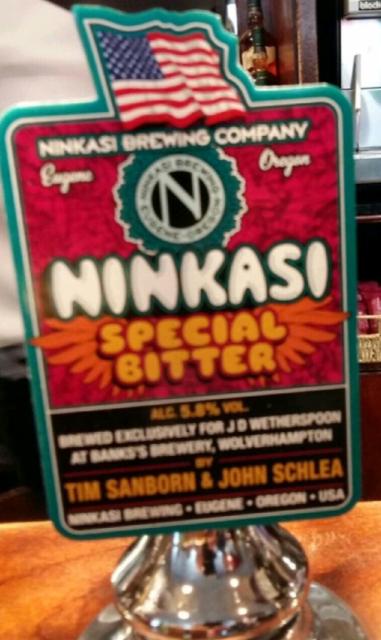 NINKASI BREWING COMPANY
Eugene
Oregon
NINKASI BREWING
N
EUGENE-OREGON
NINKASI
SPECIAL
BITTER
ALC. 5.8% VOL.
BREWED EXCLUSIVELY FOR J D WETHERSPOON
AT BANKS'S BREWERY, WOLVERHAMPTON
BY
TIM SANBORN & JOHN SCHLEA
NINKASI BREWING • EUGENE • OREGON • USA